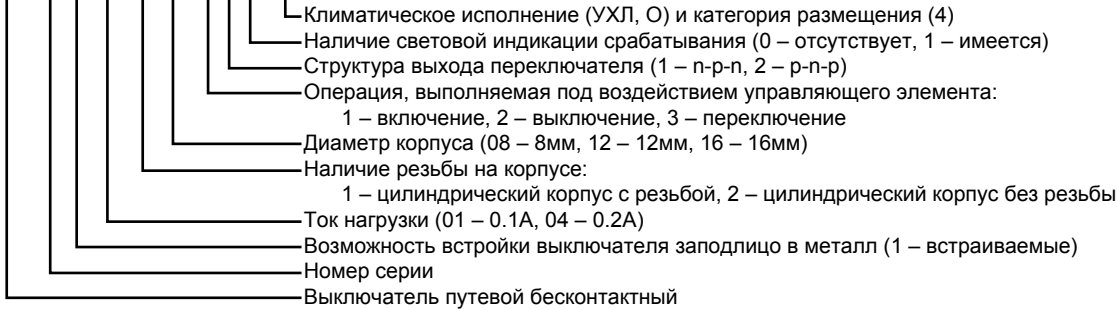 Климатическое исполнение (УХЛ, О) и категория размещения (4)
Наличие световой индикации срабатывания (0 – отсутствует, 1 – имеется)
Структура выхода переключателя (1 – n-p-n, 2 – p-n-p)
Операция, выполняемая под воздействием управляющего элемента:
1 – включение, 2 – выключение, 3 – переключение
Диаметр корпуса (08 – 8мм, 12 – 12мм, 16 – 16мм)
Наличие резьбы на корпусе:
1 – цилиндрический корпус с резьбой, 2 – цилиндрический корпус без резьбы
Ток нагрузки (01 – 0.1А, 04 – 0.2А)
Возможность встройки выключателя заподлицо в металл (1 – встраиваемые)
Номер серии
Выключатель путевой бесконтактный